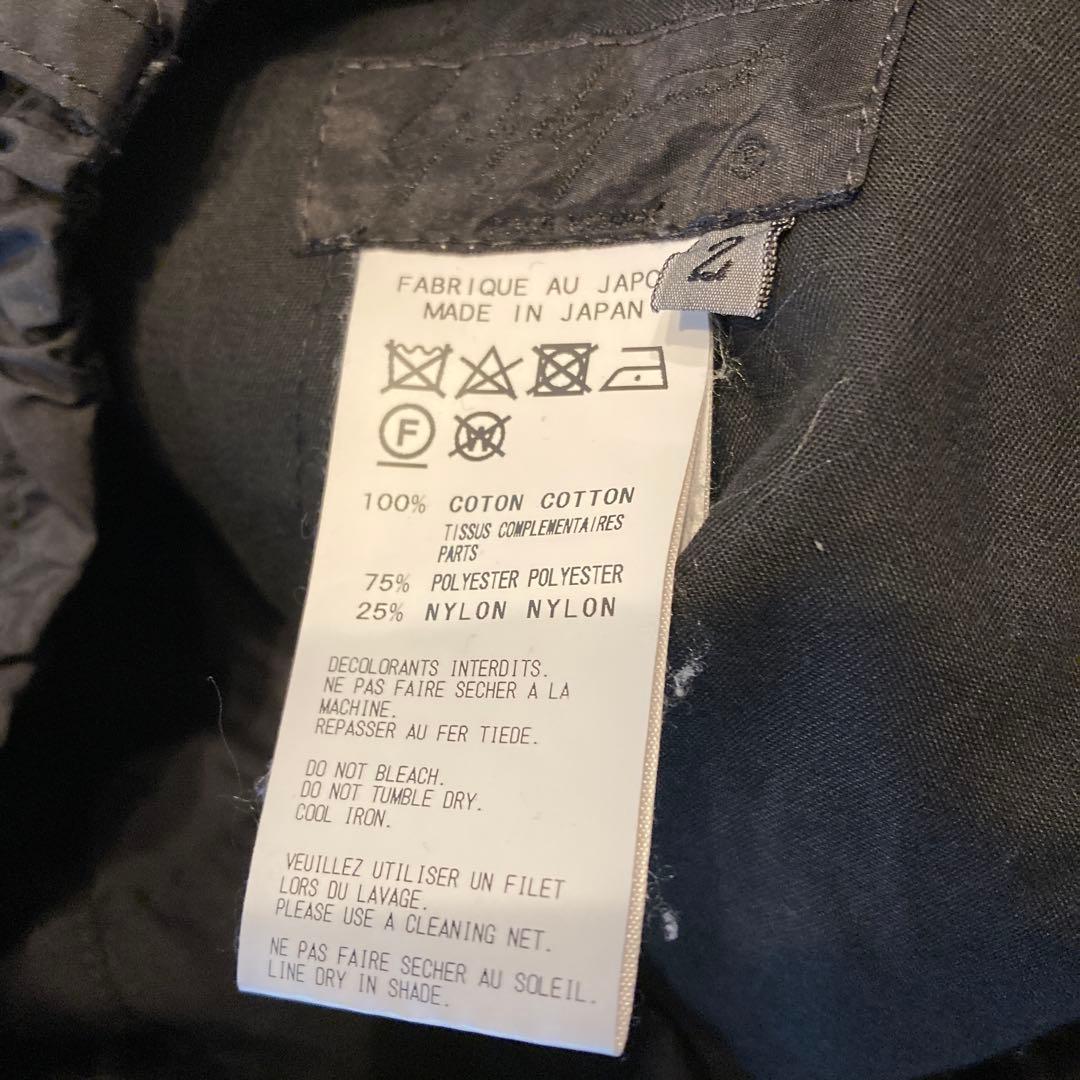 2
FABRIQUE AU JAPO
MADE IN JAPAN
F W
100% COTON COTTON
TISSUS COMPLEMENTAIRES
PARTS
75% POLYESTER POLYESTER
25% NYLON NYLON
DECOLORANTS INTERDITS.
NE PAS FAIRE SECHER A LA
MACHINE.
REPASSER AU FER TIEDE.
DO NOT BLEACH.
DO NOT TUMBLE DRY.
COOL IRON.
VEUILLEZ UTILISER UN FILET
LORS DU LAVAGE.
PLEASE USE A CLEANING NET.
NE PAS FAIRE SECHER AU SOLEIL.
LINE DRY IN SHADE.